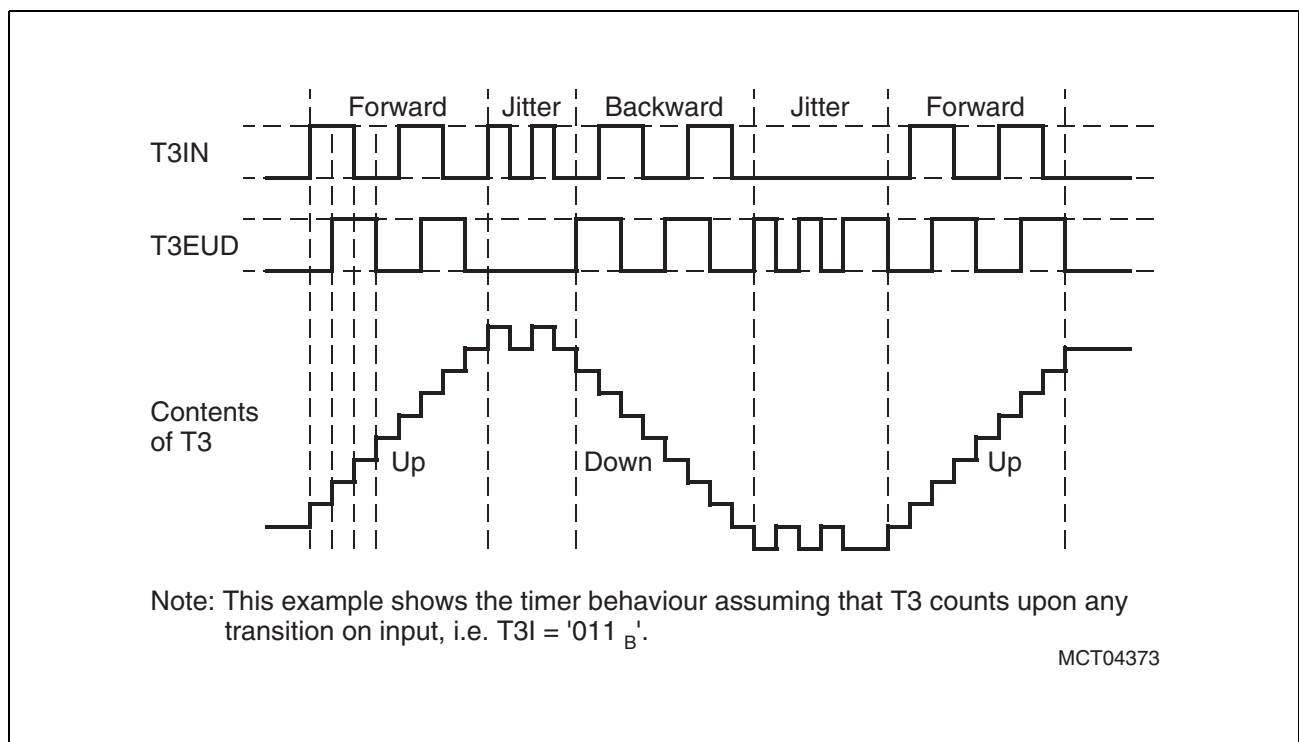 Forward Jitter Backward Jitter Forward
T3IN
T3EUD
Contents
of T3
Up Down Up
Note: This example shows the timer behaviour assuming that T3 counts upon any
transition on input, i.e. T3I = '011 B'.
MCT04373